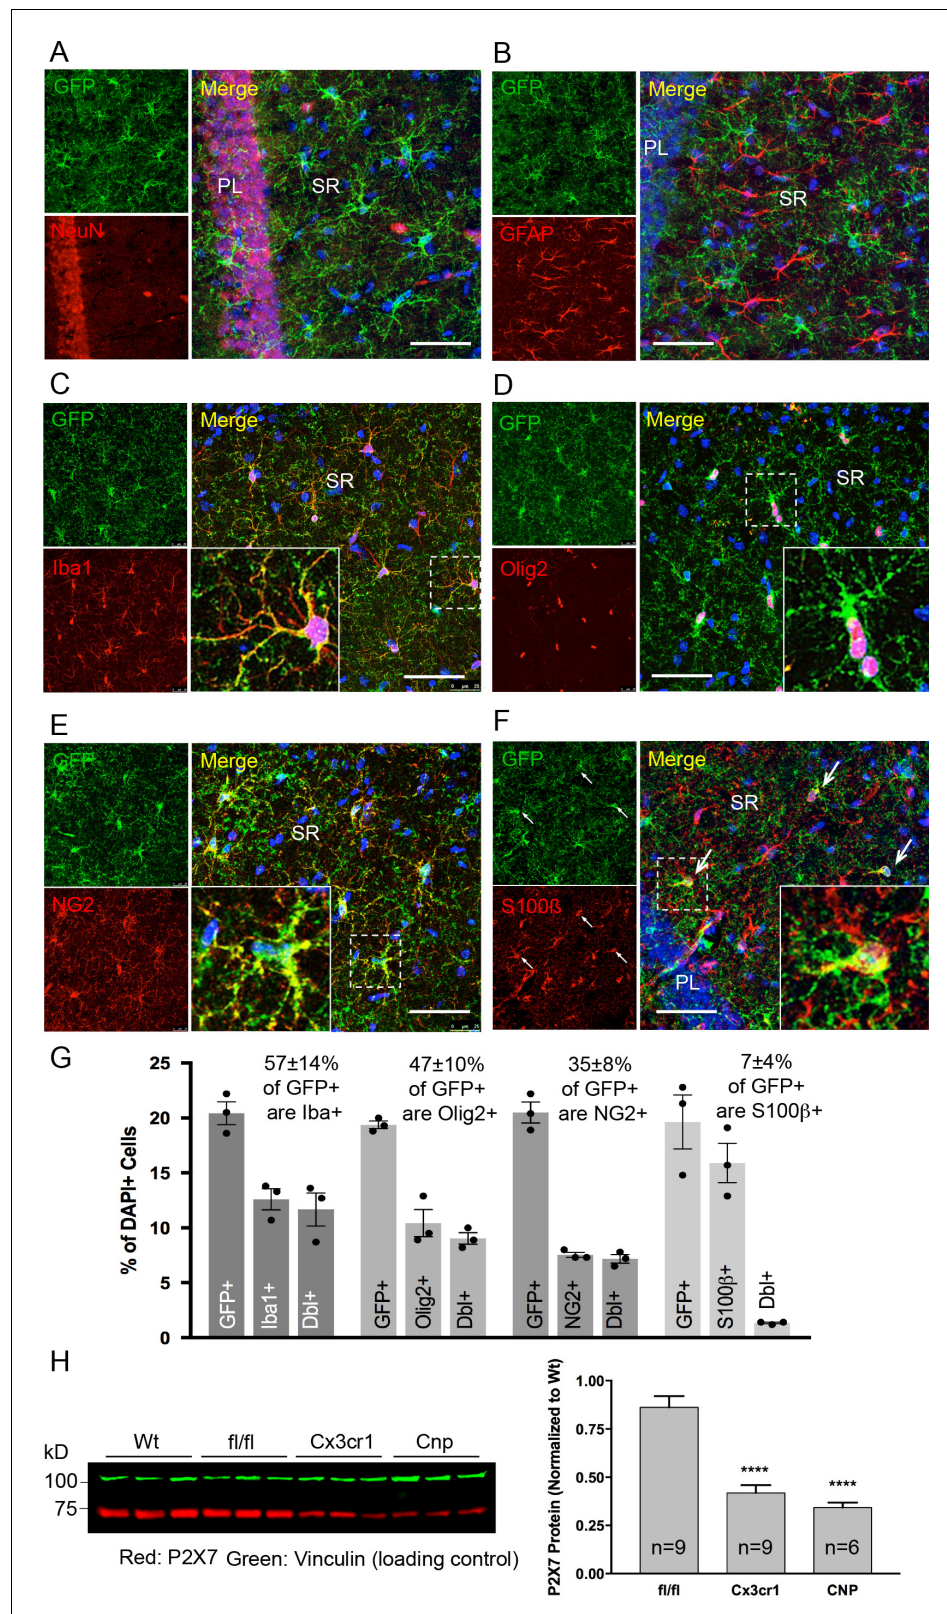 A
GFP
Merge
PL
SR
NeuN
B
GFP
Merge
PL
SR
GFAP
C
GFP
Merge
SR
Iba1
D
GFP
Merge
SR
Olig2
E
GFP
Merge
SR
NG2
F
GFP
Merge
SR
S100ß
PL
G
57±14%
of GFP+
are Iba+
47±10%
of GFP+
are Olig2+
35±8%
of GFP+
are NG2+
7±4%
of GFP+
are S100β+
% of DAPI+ Cells
25
20
15
10
5
0
GFP+
Iba1+
Dbl+
GFP+
Olig2+
Dbl+
GFP+
NG2+
Dbl+
GFP+
S100β+
Dbl+
H
kD
Wt
fl/fl
Cx3cr1
Cnp
100
75
Red: P2X7 Green: Vinculin (loading control)
P2X7 Protein (Normalized to Wt)
1.00
0.75
0.50
0.25
0.00
****
****
n=9
n=9
n=6
fl/fl
Cx3cr1
CNP